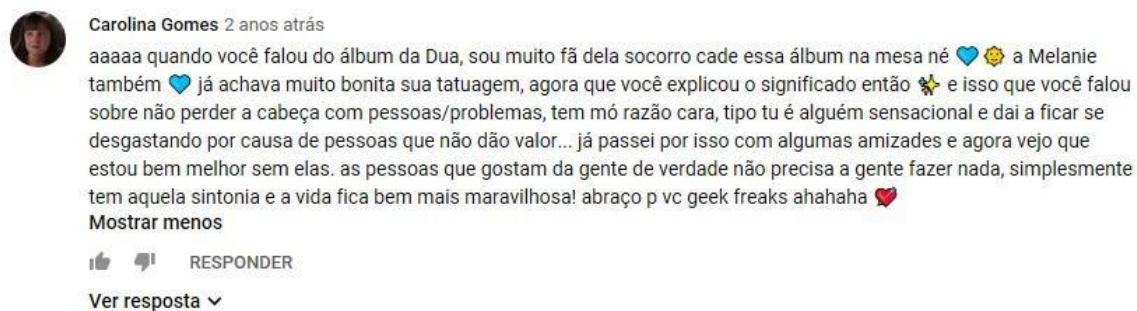 Carolina Gomes 2 anos atrás
aaaaa quando você falou do álbum da Dua, sou muito fã dela socorro cade essa álbum na mesa né 💙 🌞 a Melanie
também 💙 já achava muito bonita sua tatuagem, agora que você explicou o significado então ✨ e isso que você falou
sobre não perder a cabeça com pessoas/problemas, tem mó razão cara, tipo tu é alguém sensacional e dai a ficar se
desgastando por causa de pessoas que não dão valor... já passei por isso com algumas amizades e agora vejo que
estou bem melhor sem elas. as pessoas que gostam da gente de verdade não precisa a gente fazer nada, simplesmente
tem aquela sintonia e a vida fica bem mais maravilhosa! abraço p vc geek freaks ahahaha 💘
Mostrar menos
RESPONDER
Ver resposta